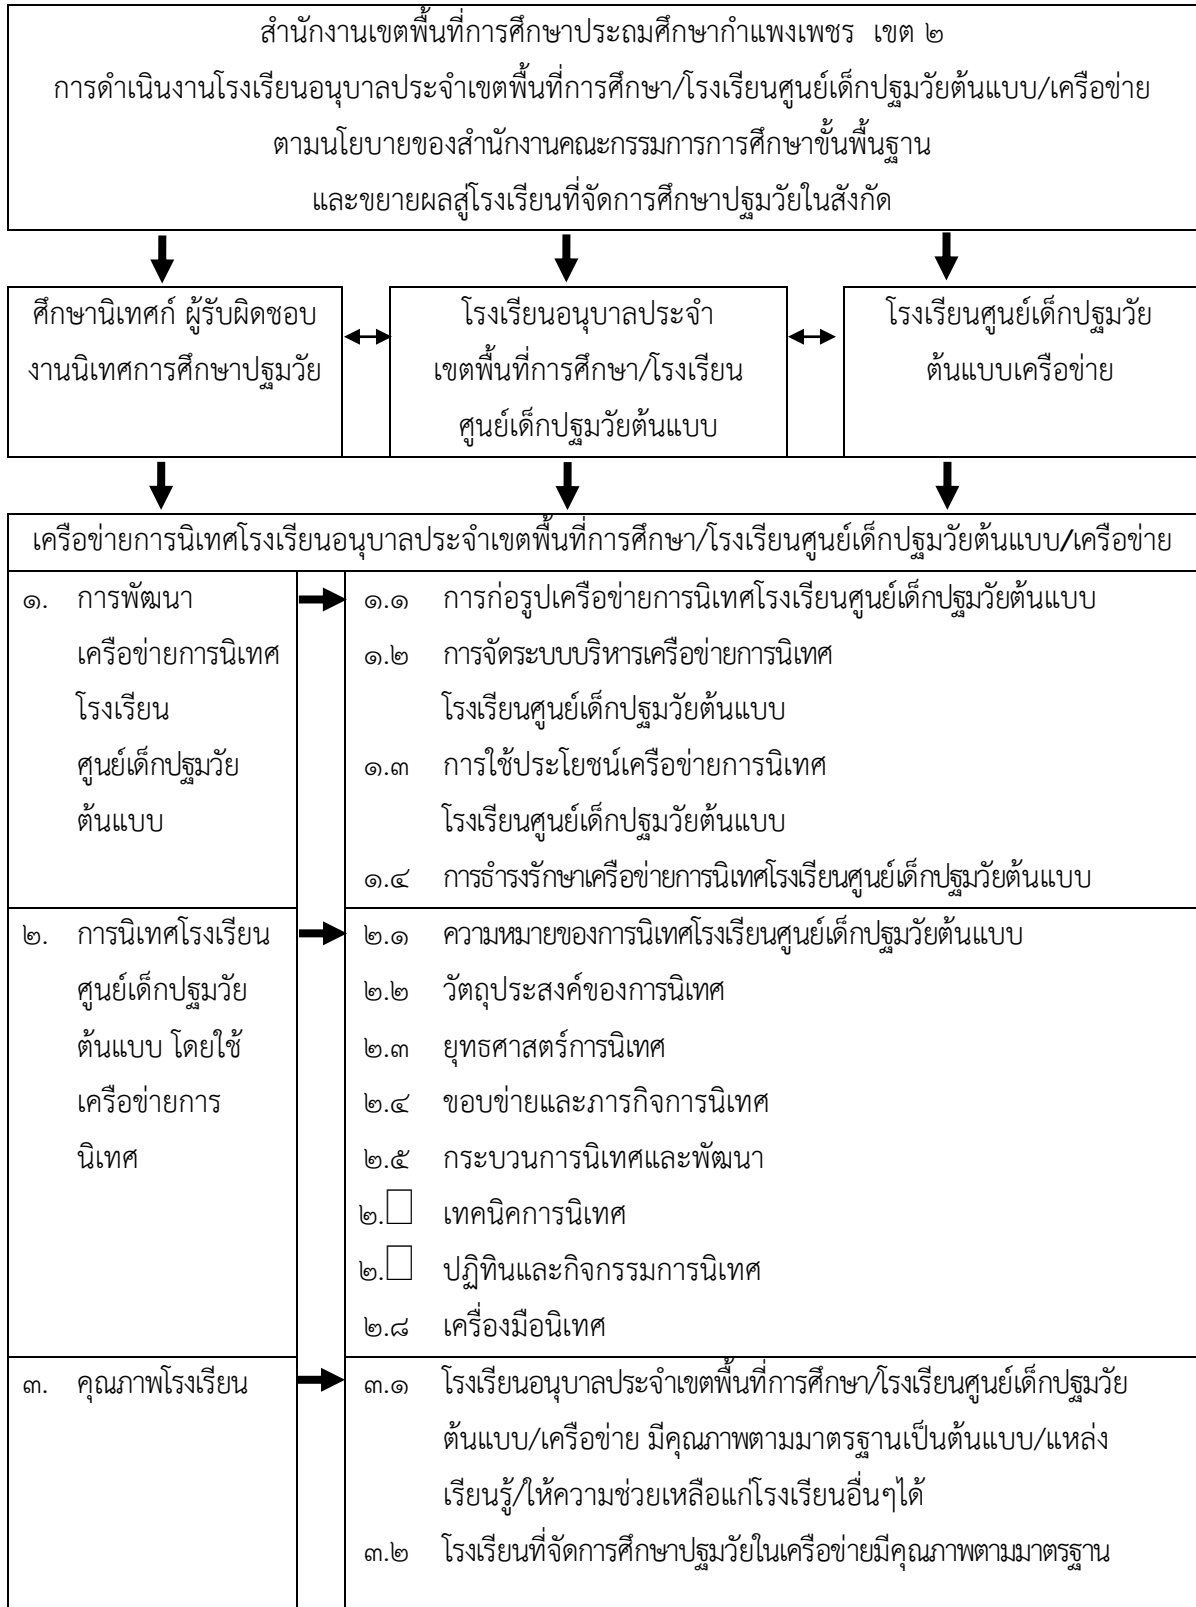 สำนักงานเขตพื้นที่การศึกษาประถมศึกษากำแพงเพชร เขต ๒
การดำเนินงานโรงเรียนอนุบาลประจำเขตพื้นที่การศึกษา/โรงเรียนศูนย์เด็กปฐมวัยต้นแบบ/เครือข่าย
ตามนโยบายของสำนักงานคณะกรรมการการศึกษาขั้นพื้นฐาน
และขยายผลสู่โรงเรียนที่จัดการศึกษาปฐมวัยในสังกัด
ศึกษานิเทศก์ ผู้รับผิดชอบ
งานนิเทศการศึกษาปฐมวัย
โรงเรียนอนุบาลประจำ
เขตพื้นที่การศึกษา/โรงเรียน
ศูนย์เด็กปฐมวัยต้นแบบ
โรงเรียนศูนย์เด็กปฐมวัย
ต้นแบบเครือข่าย
เครือข่ายการนิเทศโรงเรียนอนุบาลประจำเขตพื้นที่การศึกษา/โรงเรียนศูนย์เด็กปฐมวัยต้นแบบ/เครือข่าย
๑. การพัฒนา
เครือข่ายการนิเทศ
โรงเรียน
ศูนย์เด็กปฐมวัย
ต้นแบบ
๑.๑ การก่อรูปเครือข่ายการนิเทศโรงเรียนศูนย์เด็กปฐมวัยต้นแบบ
๑.๒ การจัดระบบบริหารเครือข่ายการนิเทศ
โรงเรียนศูนย์เด็กปฐมวัยต้นแบบ
๑.๓ การใช้ประโยชน์เครือข่ายการนิเทศ
โรงเรียนศูนย์เด็กปฐมวัยต้นแบบ
๑.๔ การธำรงรักษาเครือข่ายการนิเทศโรงเรียนศูนย์เด็กปฐมวัยต้นแบบ
๒. การนิเทศโรงเรียน
ศูนย์เด็กปฐมวัย
ต้นแบบ โดยใช้
เครือข่ายการ
นิเทศ
๒.๑ ความหมายของการนิเทศโรงเรียนศูนย์เด็กปฐมวัยต้นแบบ
๒.๒ วัตถุประสงค์ของการนิเทศ
๒.๓ ยุทธศาสตร์การนิเทศ
๒.๔ ขอบข่ายและภารกิจการนิเทศ
๒.๕ กระบวนการนิเทศและพัฒนา
๒.□ เทคนิคการนิเทศ
๒.□ ปฏิทินและกิจกรรมการนิเทศ
๒.๘ เครื่องมือนิเทศ
๓. คุณภาพโรงเรียน
๓.๑ โรงเรียนอนุบาลประจำเขตพื้นที่การศึกษา/โรงเรียนศูนย์เด็กปฐมวัย
ต้นแบบ/เครือข่าย มีคุณภาพตามมาตรฐานเป็นต้นแบบ/แหล่ง
เรียนรู้/ให้ความช่วยเหลือแก่โรงเรียนอื่นๆได้
๓.๒ โรงเรียนที่จัดการศึกษาปฐมวัยในเครือข่ายมีคุณภาพตามมาตรฐาน